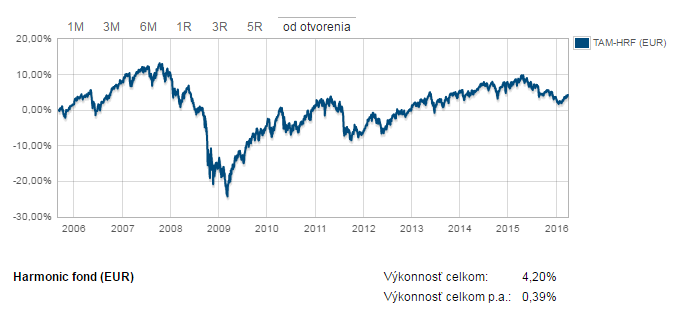 1M 3M 6M 1R 3R 5R od otvorenia
TAM-HRF (EUR)
20,00%
10,00%
0,00%
-10,00%
-20,00%
-30,00%
2006 2007 2008 2009 2010 2011 2012 2013 2014 2015 2016
Harmonic fond (EUR) Výkonnosť celkom: 4,20%
Výkonnosť celkom p.a.: 0,39%